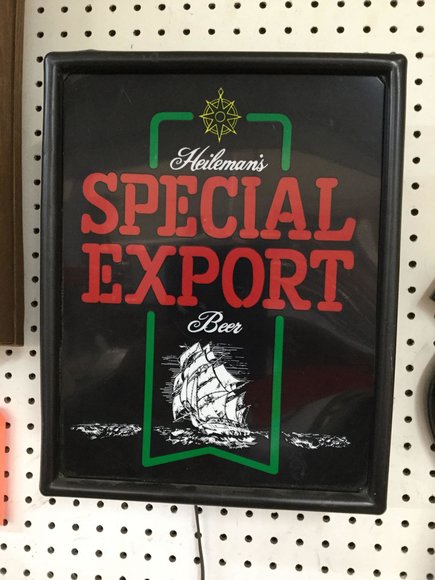 Heileman's
SPECIAL
EXPORT
Beer